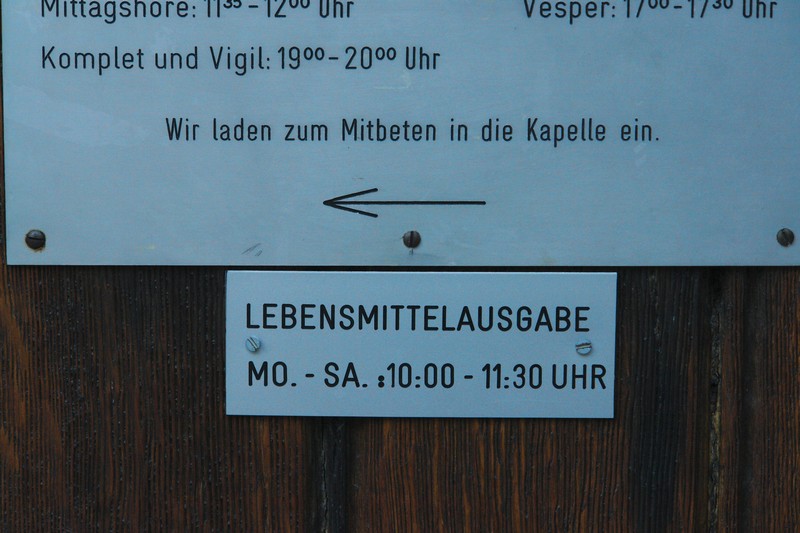 Mittagshore: 11³⁵ - 12⁰⁰ Uhr Vesper: 17⁰⁰ - 17³⁰ Uhr
Komplet und Vigil: 19⁰⁰ - 20⁰⁰ Uhr
Wir laden zum Mitbeten in die Kapelle ein.
LEBENSMITTELAUSGABE
MO. - SA. :10:00 - 11:30 UHR